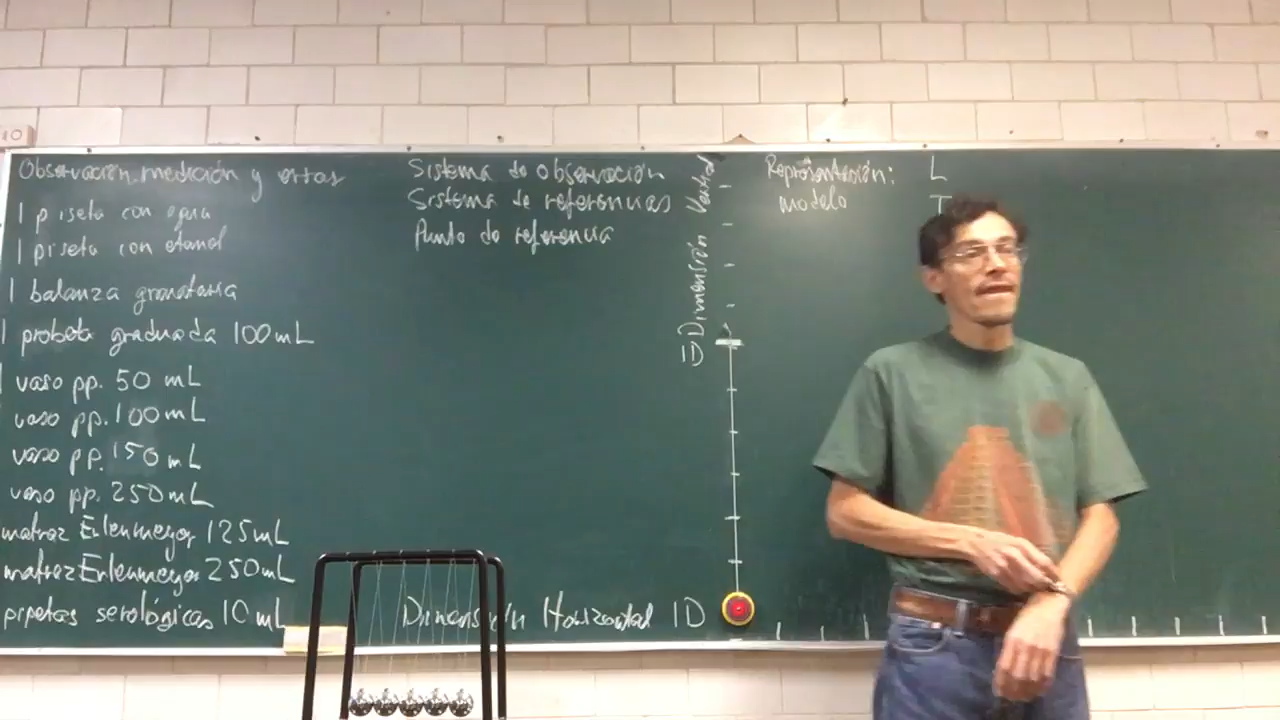 Observación, medición y
1 piseta con agua
1 piseta con etanol
1 balanza granataria
1 probeta graduada 100 mL
1 vaso pp. 50 mL
vaso pp. 100 mL
vaso pp. 150 mL
vaso pp. 250 mL
matraz Erlenmeyer 125 mL
matraz Erlenmeyer 250 mL
pipetas serológicas 10 mL
Sistema de observación
Sistema de referencias
Punto de referencia
1D Dimensión Vertical
Dimensión Horizontal 1D
Representación: L
modelo T
10